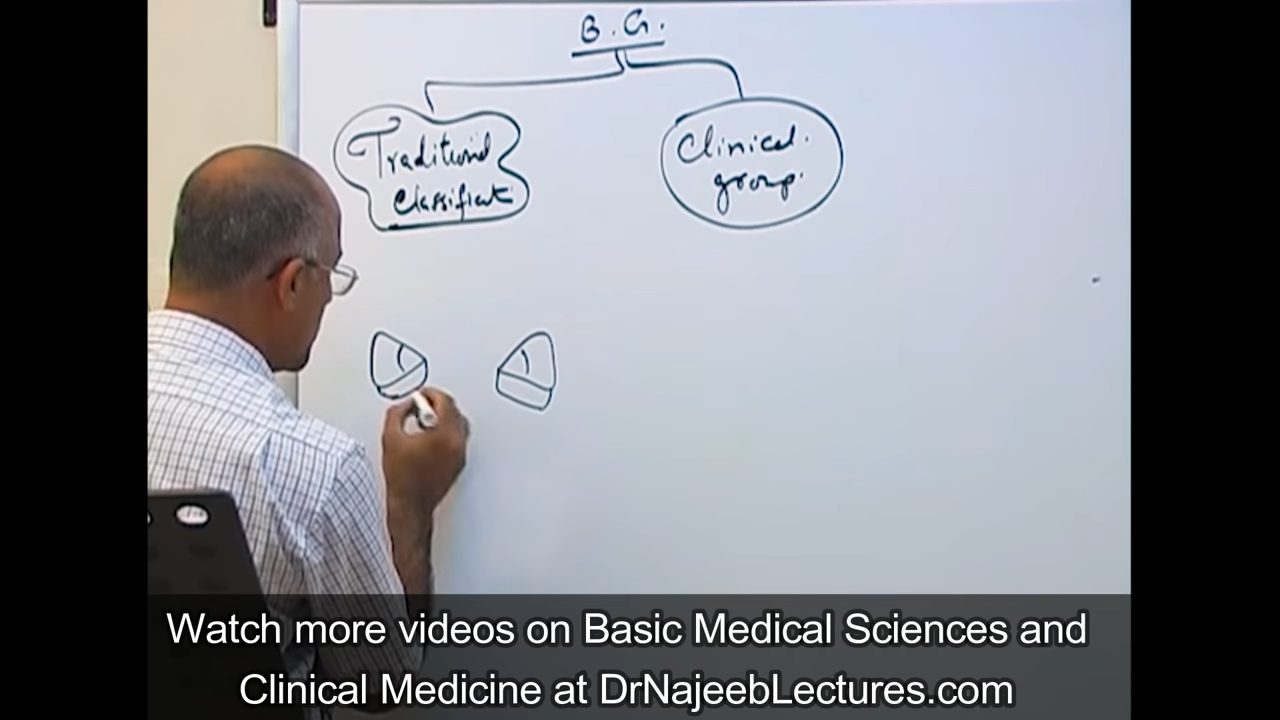 B.G.
Traditional
Classificat
Clinical.
group.
Watch more videos on Basic Medical Sciences and
Clinical Medicine at DrNajeebLectures.com